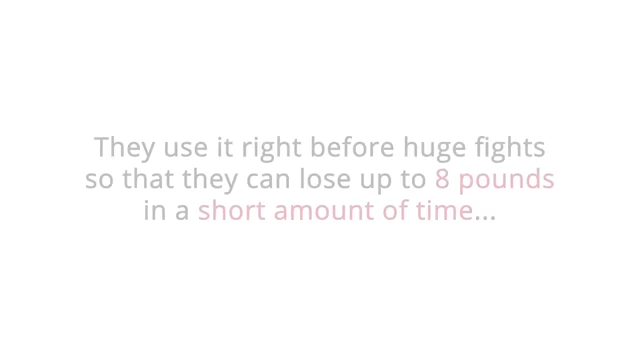 They use it right before huge fights
so that they can lose up to 8 pounds
in a short amount of time...